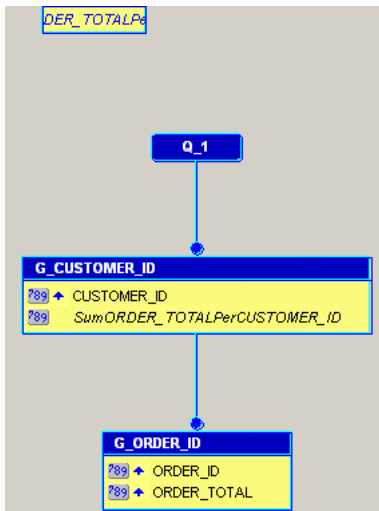 DER_TOTALPe
Q_1
G_CUSTOMER_ID
789 CUSTOMER_ID
789 SumORDER_TOTALPerCUSTOMER_ID
G_ORDER_ID
789 ORDER_ID
789 ORDER_TOTAL